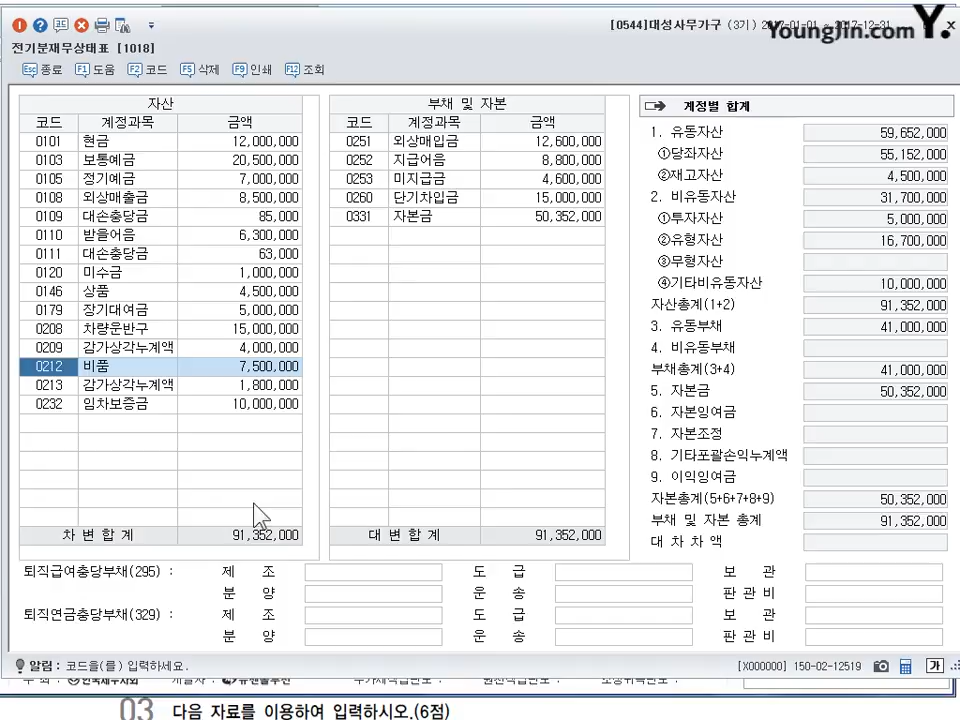 [0544]대성사무가구 (3기) 2017-01-01 ~ 2017-12-31
YoungJin.com Y.
전기분재무상태표 [1018]
Esc 종료 F1 도움 F2 코드 F5 삭제 F9 인쇄 F12 조회
자산
코드 계정과목 금액
0101 현금 12,000,000
0103 보통예금 20,500,000
0105 정기예금 7,000,000
0108 외상매출금 8,500,000
0109 대손충당금 85,000
0110 받을어음 6,300,000
0111 대손충당금 63,000
0120 미수금 1,000,000
0146 상품 4,500,000
0179 장기대여금 5,000,000
0208 차량운반구 15,000,000
0209 감가상각누계액 4,000,000
0212 비품 7,500,000
0213 감가상각누계액 1,800,000
0232 임차보증금 10,000,000
차 변 합 계 91,352,000
부채 및 자본
코드 계정과목 금액
0251 외상매입금 12,600,000
0252 지급어음 8,800,000
0253 미지급금 4,600,000
0260 단기차입금 15,000,000
0331 자본금 50,352,000
대 변 합 계 91,352,000
계정별 합계
1. 유동자산 59,652,000
①당좌자산 55,152,000
②재고자산 4,500,000
2. 비유동자산 31,700,000
①투자자산 5,000,000
②유형자산 16,700,000
③무형자산
④기타비유동자산 10,000,000
자산총계(1+2) 91,352,000
3. 유동부채 41,000,000
4. 비유동부채
부채총계(3+4) 41,000,000
5. 자본금 50,352,000
6. 자본잉여금
7. 자본조정
8. 기타포괄손익누계액
9. 이익잉여금
자본총계(5+6+7+8+9) 50,352,000
부채 및 자본 총계 91,352,000
대 차 차 액
퇴직급여충당부채(295) : 제 조 도 급 보 관
분 양 운 송 판 관 비
퇴직연금충당부채(329) : 제 조 도 급 보 관
분 양 운 송 판 관 비
알림 : 코드을(를) 입력하세요. [X000000] 150-02-12519 가
03 다음 자료를 이용하여 입력하시오.(6점)